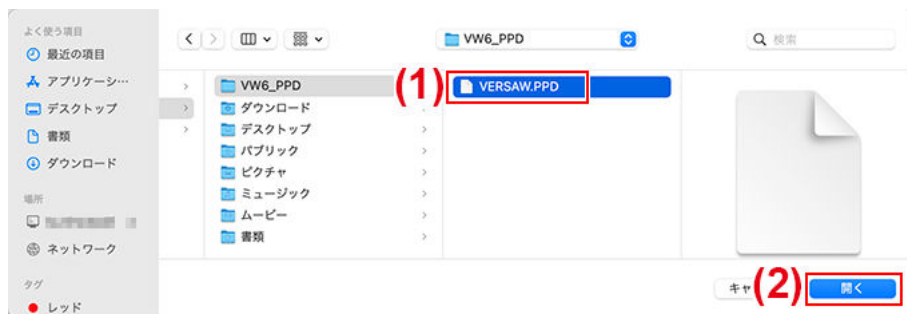 よく使う項目
最近の項目
アプリケーシ…
デスクトップ
書類
ダウンロード
場所
ネットワーク
タグ
レッド
VW6_PPD
検索
VW6_PPD
ダウンロード
デスクトップ
パブリック
ピクチャ
ミュージック
ムービー
書類
(1)
VERSAW.PPD
キャ
(2)
開く